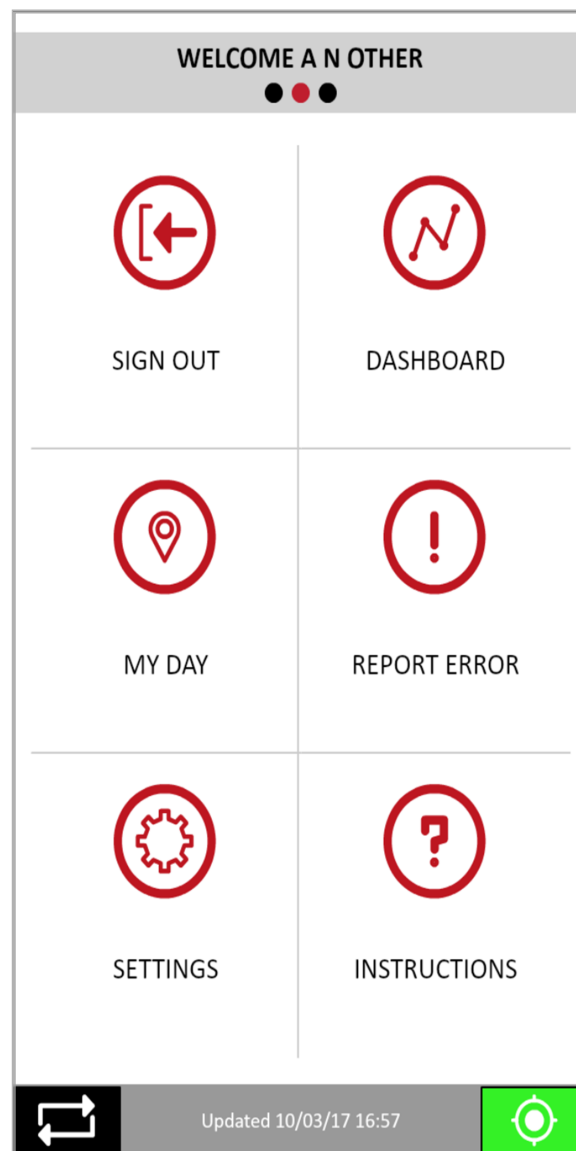 WELCOME A N OTHER
SIGN OUT
DASHBOARD
MY DAY
REPORT ERROR
SETTINGS
INSTRUCTIONS
Updated 10/03/17 16:57